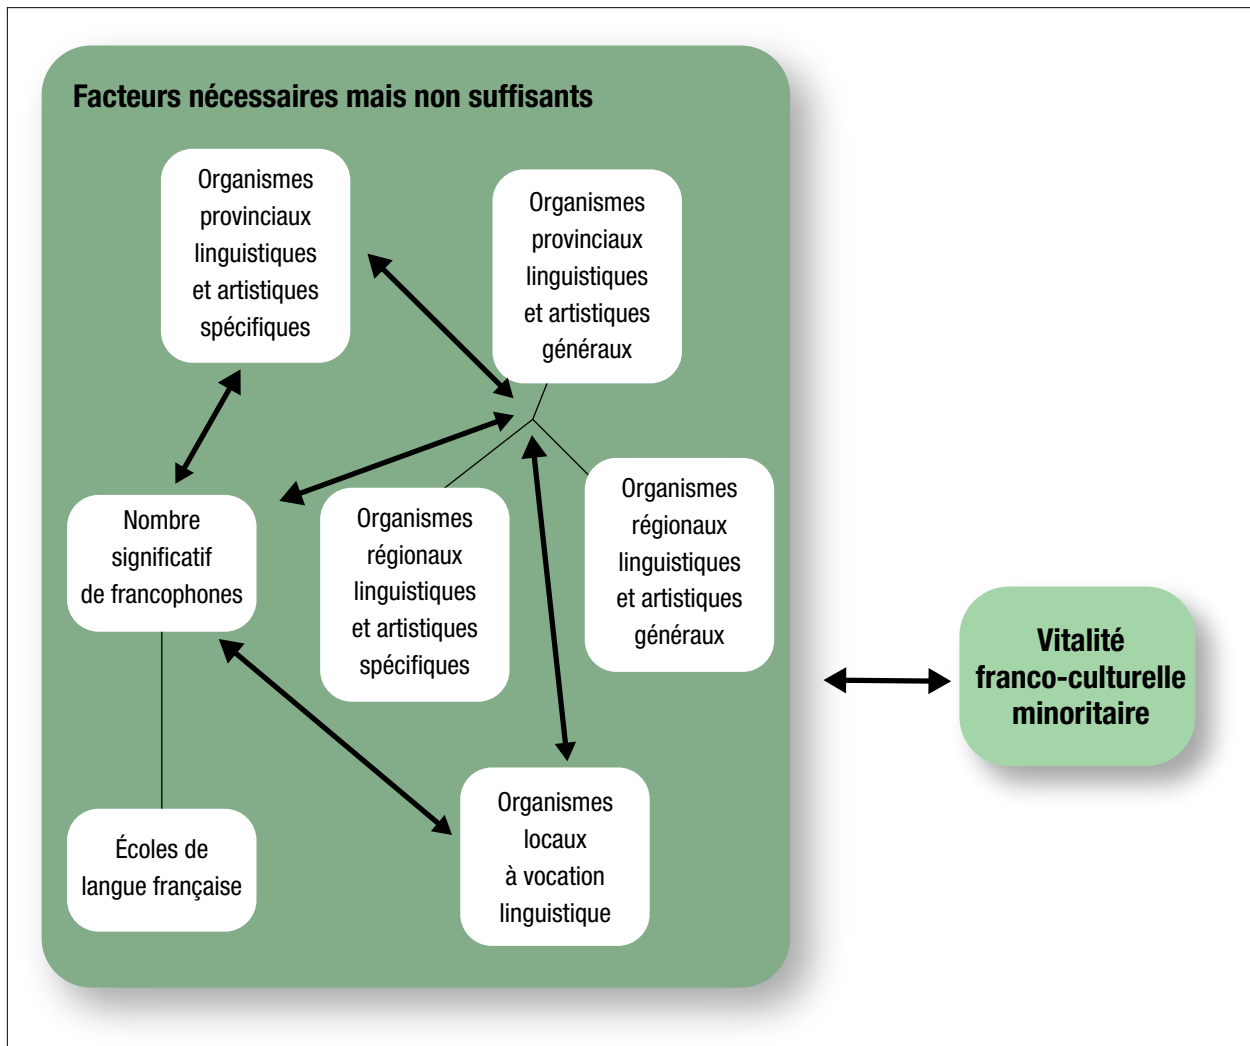 Facteurs nécessaires mais non suffisants
Organismes
provinciaux
linguistiques
et artistiques
spécifiques
Organismes
provinciaux
linguistiques
et artistiques
généraux
Nombre
significatif
de francophones
Organismes
régionaux
linguistiques
et artistiques
spécifiques
Organismes
régionaux
linguistiques
et artistiques
généraux
Écoles de
langue française
Organismes
locaux
à vocation
linguistique
Vitalité
franco-culturelle
minoritaire